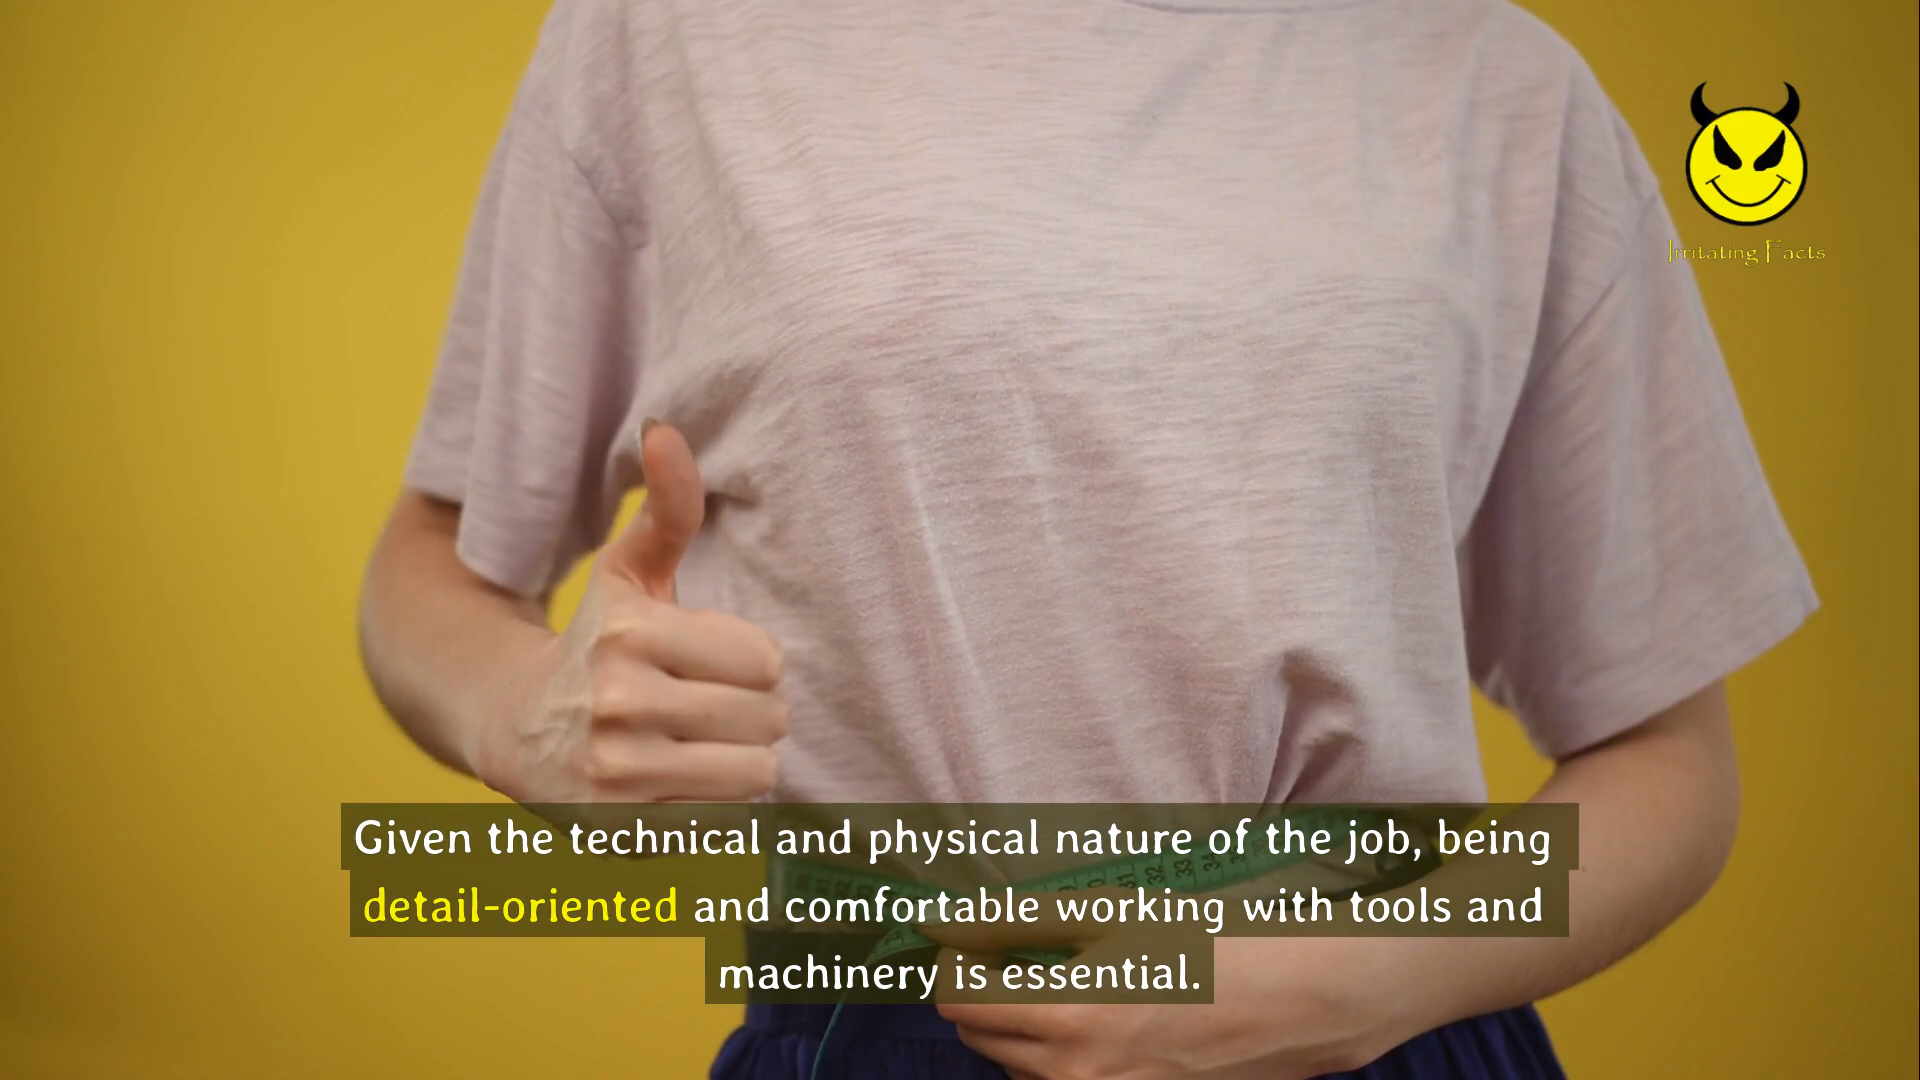 Irritating Facts
Given the technical and physical nature of the job, being
detail-oriented and comfortable working with tools and
machinery is essential.